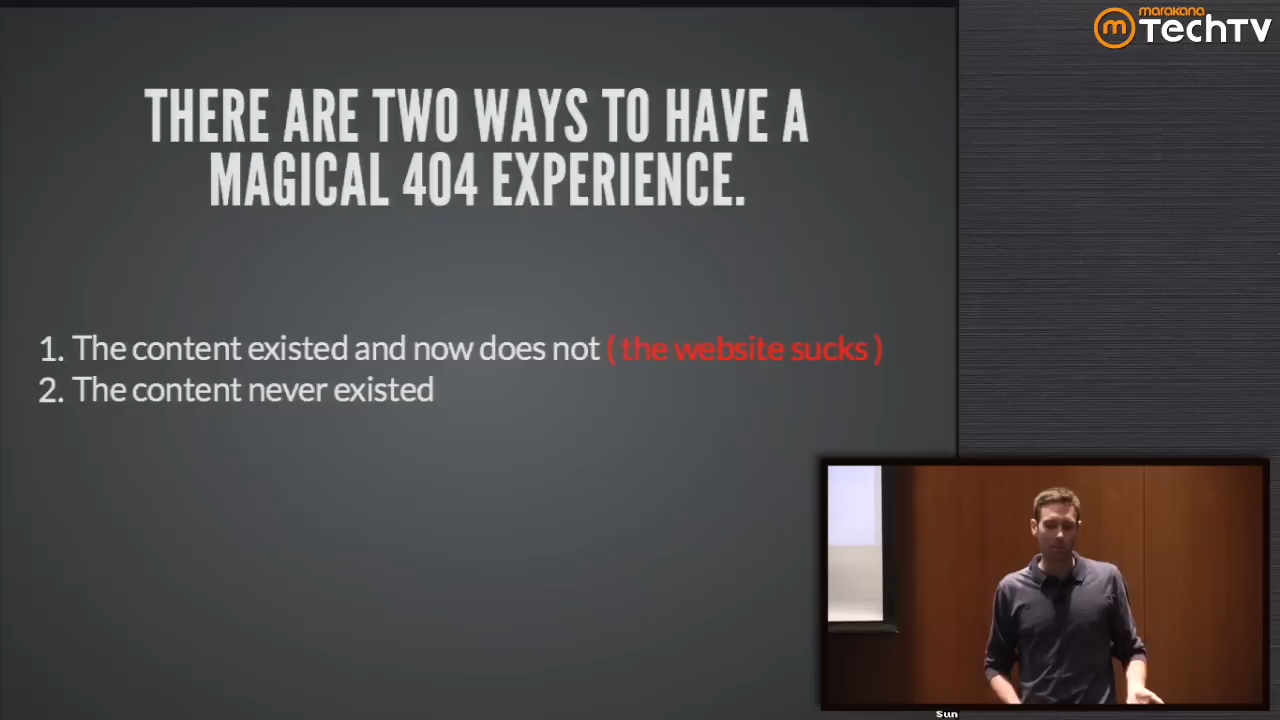 marakana
TechTV
THERE ARE TWO WAYS TO HAVE A
MAGICAL 404 EXPERIENCE.
1. The content existed and now does not ( the website sucks )
2. The content never existed
Sun